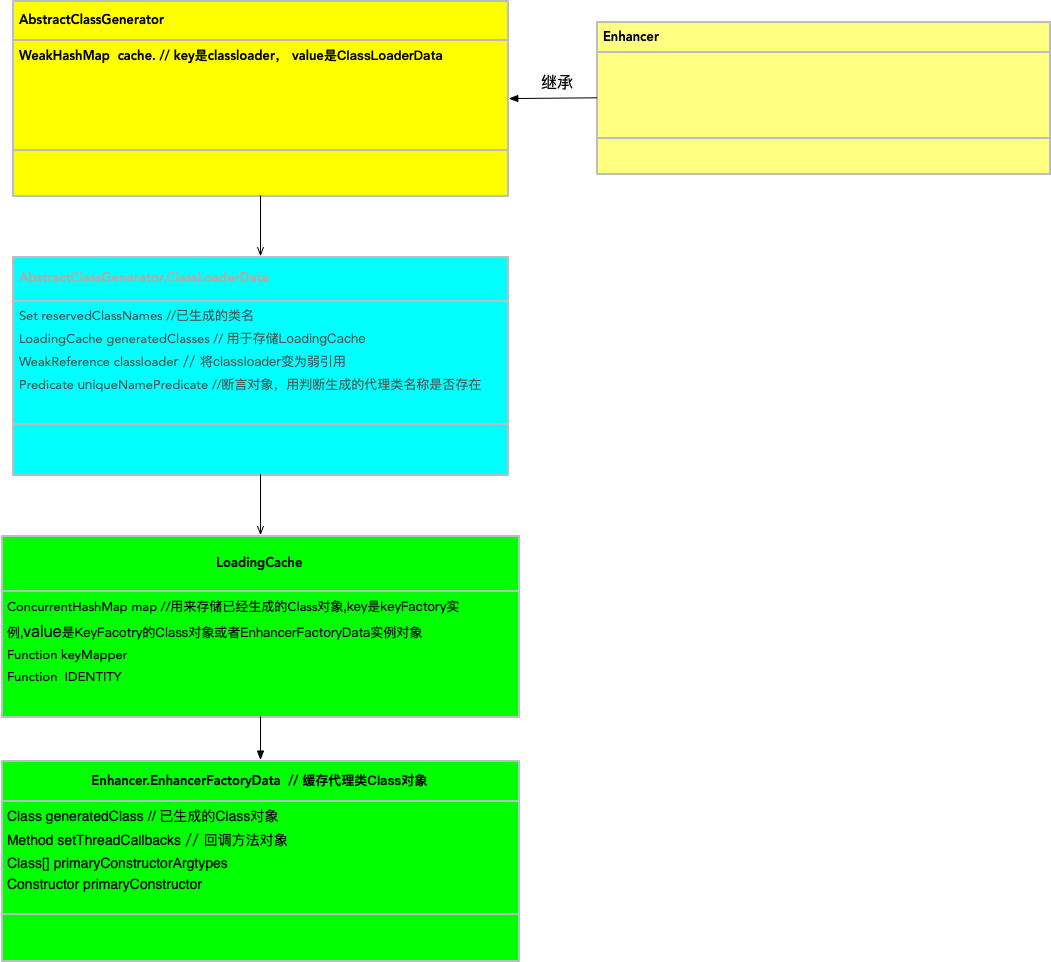 AbstractClassGenerator
WeakHashMap cache. // key是classloader， value是ClassLoaderData
Enhancer
继承
AbstractClassGenerator.ClassLoaderData
Set reservedClassNames //已生成的类名
LoadingCache generatedClasses // 用于存储LoadingCache
WeakReference classloader // 将classloader变为弱引用
Predicate uniqueNamePredicate //断言对象，用判断生成的代理类名称是否存在
LoadingCache
ConcurrentHashMap map //用来存储已经生成的Class对象,key是keyFactory实
例,value是KeyFacotry的Class对象或者EnhancerFactoryData实例对象
Function keyMapper
Function IDENTITY
Enhancer.EnhancerFactoryData // 缓存代理类Class对象
Class generatedClass // 已生成的Class对象
Method setThreadCallbacks // 回调方法对象
Class[] primaryConstructorArgtypes
Constructor primaryConstructor